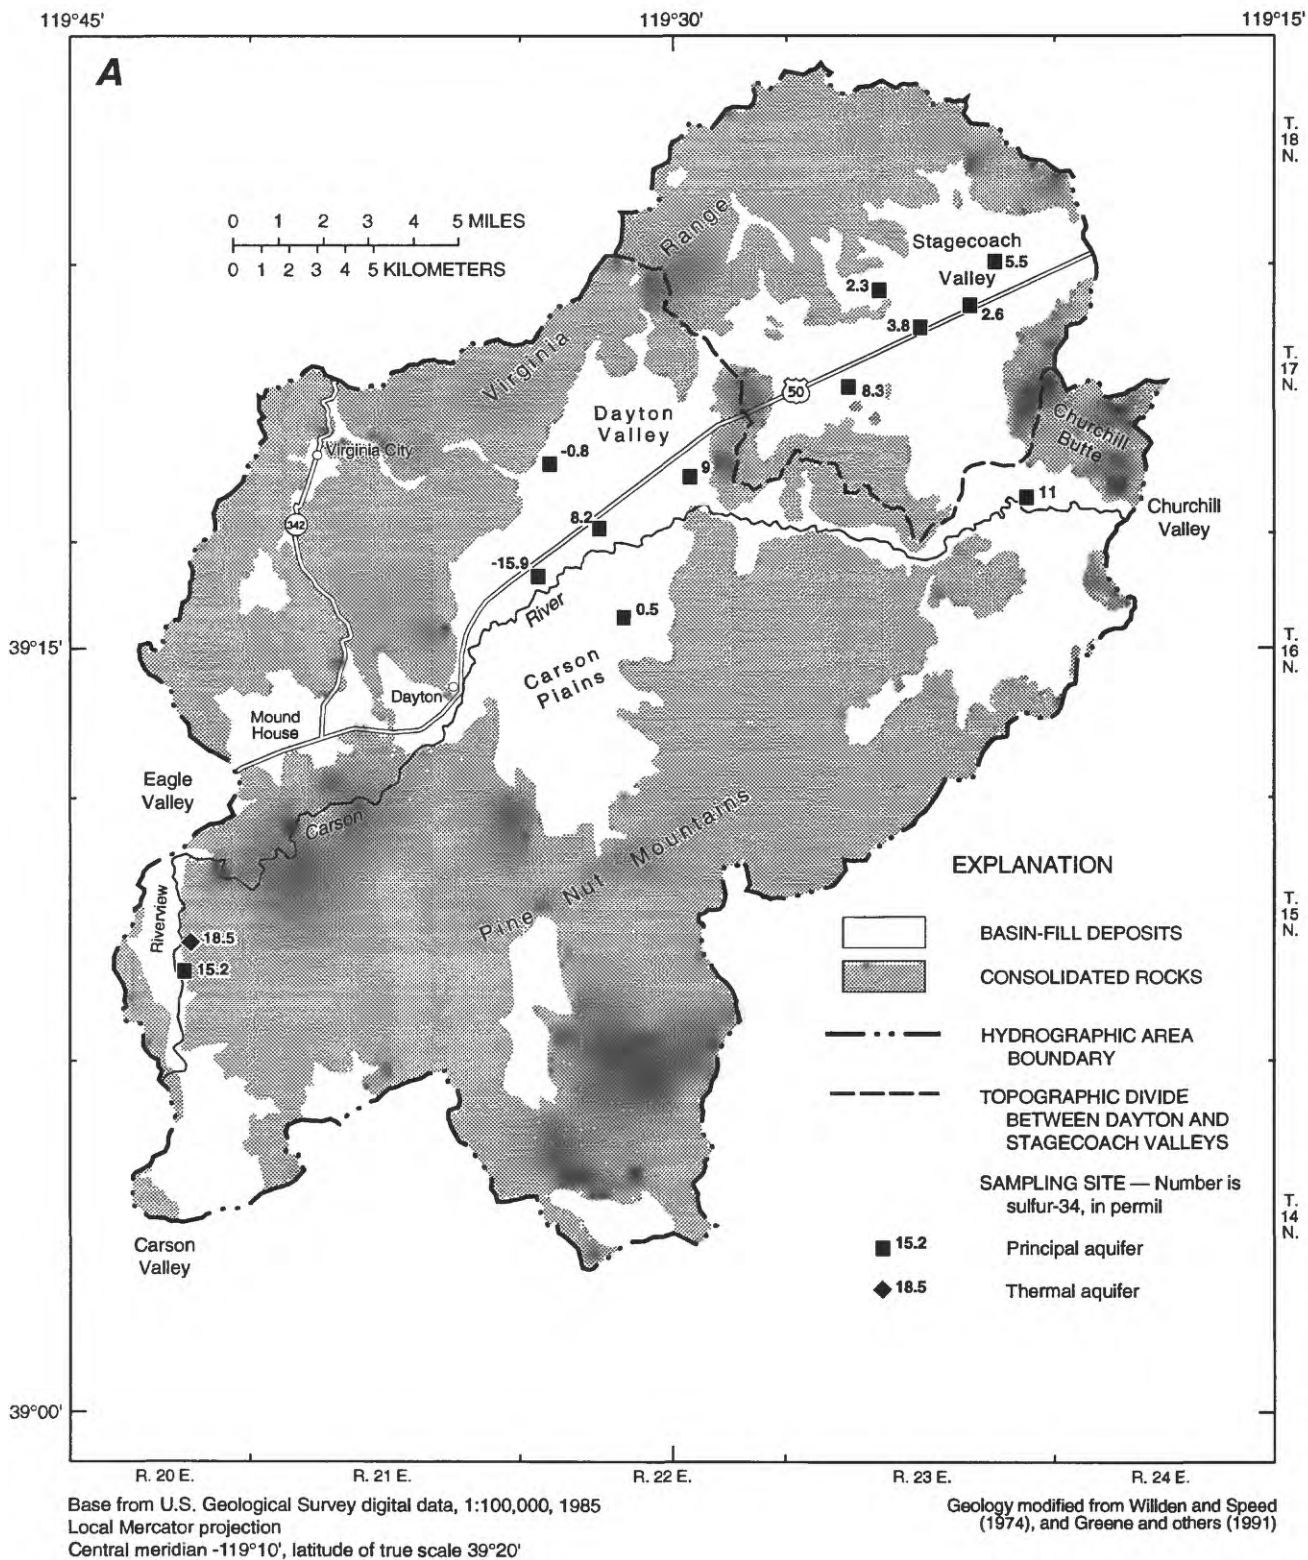 119°45'
119°30'
119°15'
A
T.
18
N.
0 1 2 3 4 5 MILES
0 1 2 3 4 5 KILOMETERS
Virginia Range
Stagecoach
Valley
5.5
2.3
2.6
3.8
50
8.3
T.
17
N.
Dayton
Valley
Churchill
Butte
Virginia City
-0.8
9
11
342
8.2
Churchill
Valley
-15.9
River
0.5
39°15'
T.
16
N.
Carson
Plains
Dayton
Mound
House
Eagle
Valley
Carson
Pine Nut Mountains
Riverview
18.5
15.2
EXPLANATION
BASIN-FILL DEPOSITS
CONSOLIDATED ROCKS
T.
15
N.
HYDROGRAPHIC AREA
BOUNDARY
TOPOGRAPHIC DIVIDE
BETWEEN DAYTON AND
STAGECOACH VALLEYS
SAMPLING SITE — Number is
sulfur-34, in permil
T.
14
N.
15.2 Principal aquifer
18.5 Thermal aquifer
Carson
Valley
39°00'
R. 20 E.
R. 21 E.
R. 22 E.
R. 23 E.
R. 24 E.
Base from U.S. Geological Survey digital data, 1:100,000, 1985
Local Mercator projection
Central meridian -119°10', latitude of true scale 39°20'
Geology modified from Willden and Speed
(1974), and Greene and others (1991)